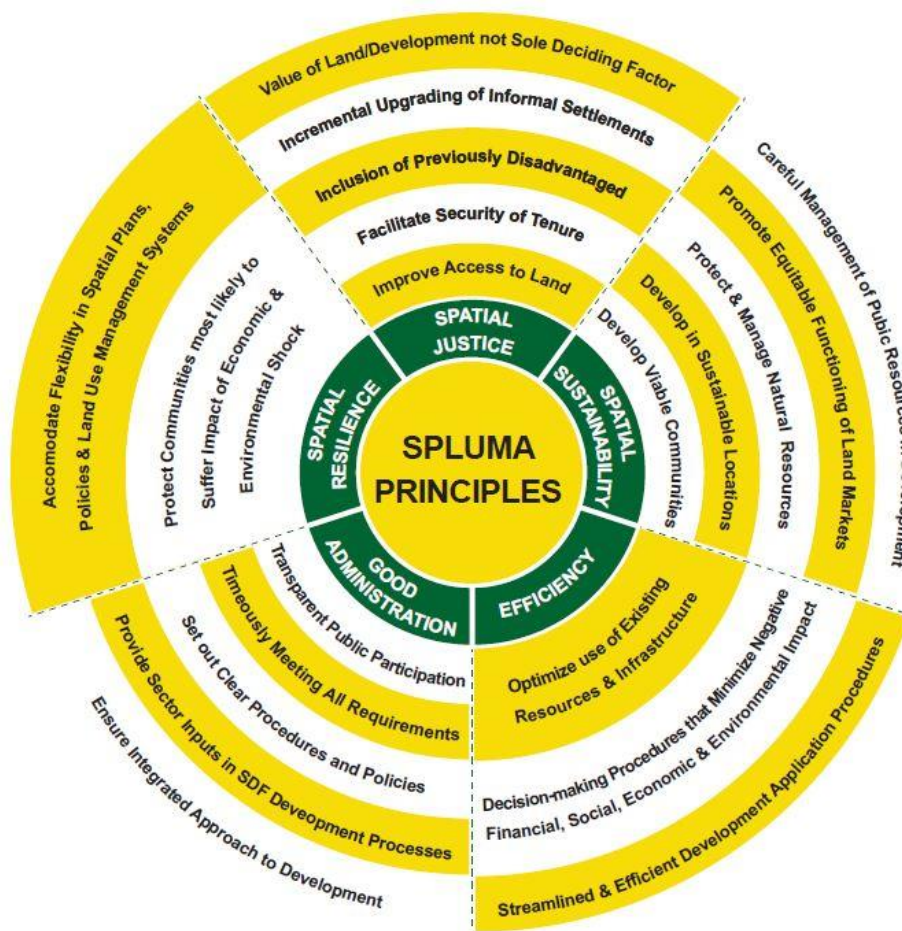 SPLUMA
PRINCIPLES
SPATIAL
JUSTICE
Improve Access to Land
Facilitate Security of Tenure
Inclusion of Previously Disadvantaged
Incremental Upgrading of Informal Settlements
Value of Land/Development not Sole Deciding Factor
SPATIAL
SUSTAINABILITY
Develop Viable Communities
Develop in Sustainable Locations
Protect & Manage Natural Resources
Promote Equitable Functioning of Land Markets
Careful Management of Pubic Resources in Development
EFFICIENCY
Optimize use of Existing
Resources & Infrastructure
Decision-making Procedures that Minimize Negative
Financial, Social, Economic & Environmental Impact
Streamlined & Efficient Development Application Procedures
GOOD
ADMINISTRATION
Transparent Public Participation
Timeously Meeting All Requirements
Set out Clear Procedures and Policies
Provide Sector Inputs in SDF Deveopment Processes
Ensure Integrated Approach to Development
SPATIAL
RESILIENCE
Protect Communities most likely to
Suffer Impact of Economic &
Environmental Shock
Accomodate Flexibility in Spatial Plans,
Policies & Land Use Management Systems